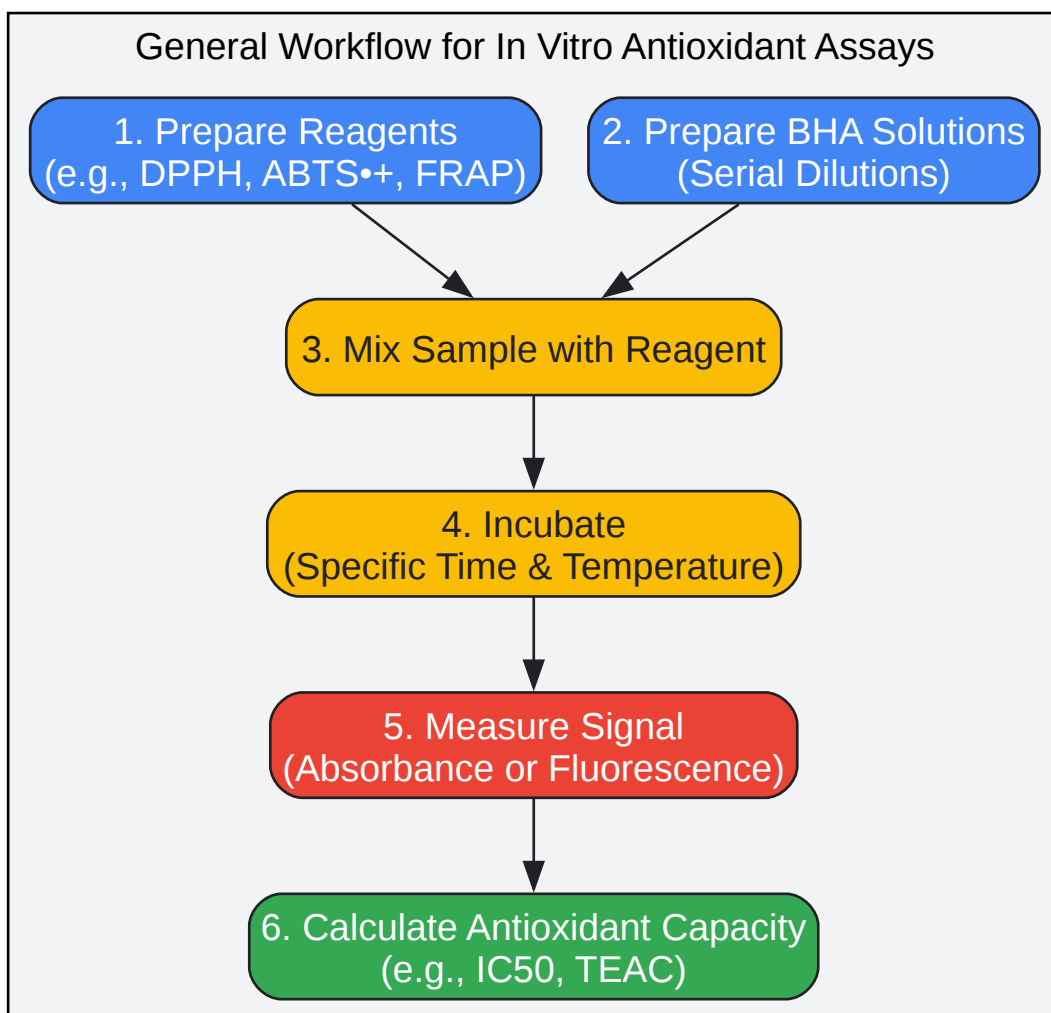 General Workflow for In Vitro Antioxidant Assays
1. Prepare Reagents
(e.g., DPPH, ABTS•+, FRAP)
2. Prepare BHA Solutions
(Serial Dilutions)
3. Mix Sample with Reagent
4. Incubate
(Specific Time & Temperature)
5. Measure Signal
(Absorbance or Fluorescence)
6. Calculate Antioxidant Capacity
(e.g., IC50, TEAC)